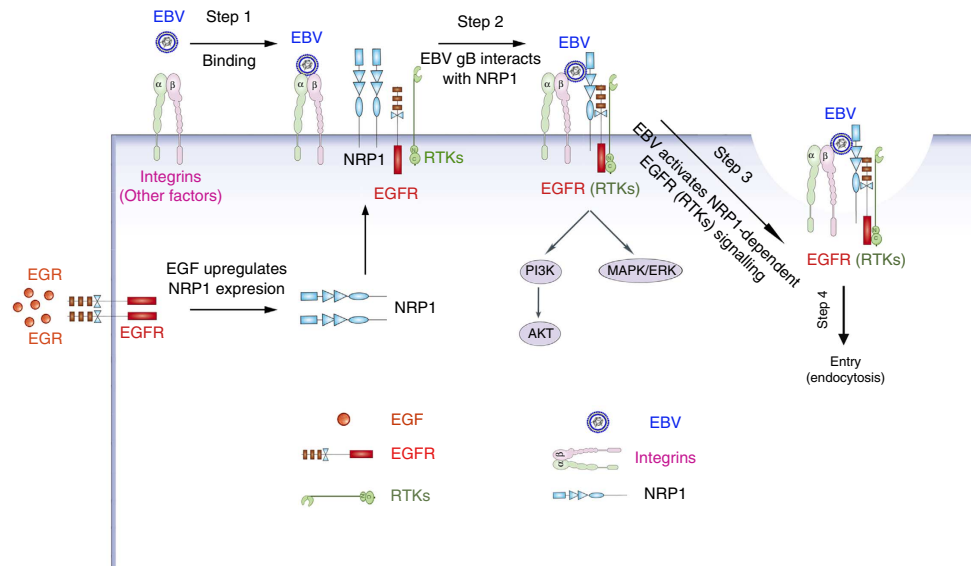 EBV
Step 1
Binding
α
β
Integrins
(Other factors)
EBV
α
β
NRP1
EGFR
RTKs
N
C
Step 2
EBV gB interacts
with NRP1
EBV
α
β
N
C
EGFR (RTKs)
PI3K
MAPK/ERK
AKT
Step 3
EBV activates NRP1-dependent
EGFR (RTKs) signalling
EBV
α
β
N
C
EGFR (RTKs)
Step 4
Entry
(endocytosis)
EGR
EGR
EGFR
EGF upregulates
NRP1 expresion
NRP1
EGF
EGFR
RTKs
EBV
β
α
Integrins
NRP1